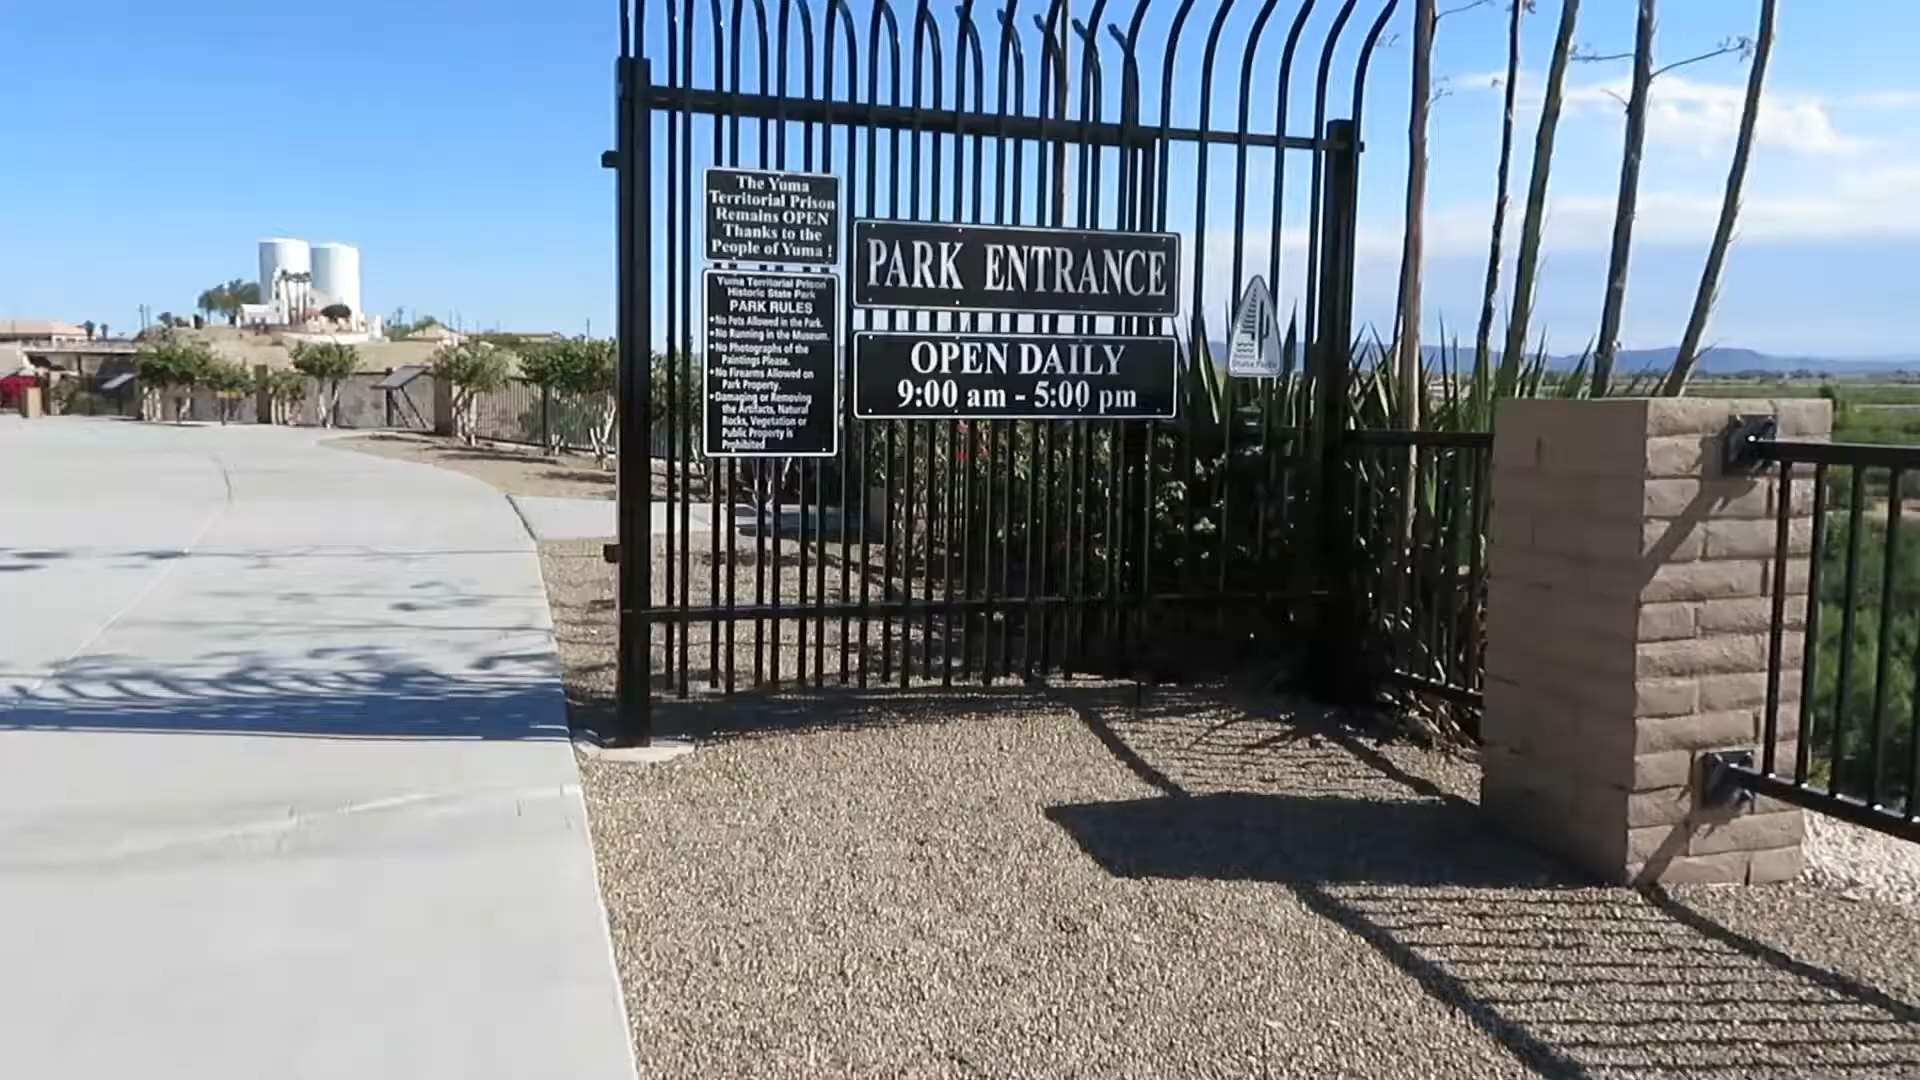 The Yuma
Territorial Prison
Remains OPEN
Thanks to the
People of Yuma !
Yuma Territorial Prison
Historic State Park
PARK RULES
• No Pets Allowed in the Park.
• No Running in the Museum.
• No Photographs of the
Paintings Please.
• No Firearms Allowed on
Park Property.
• Damaging or Removing
the Artifacts, Natural
Rocks, Vegetation or
Public Property is
Prohibited
PARK ENTRANCE
OPEN DAILY
9:00 am - 5:00 pm
State Parks